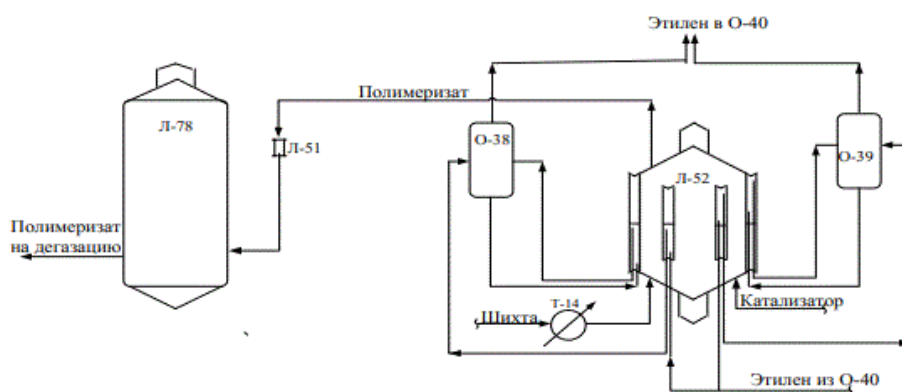 Этилен в О-40
Полимеризат
Л-78
Л-51
О-38
О-39
Л-52
Полимеризат
на дегазацию
Т-14
Шихта
Катализатор
Этилен из О-40